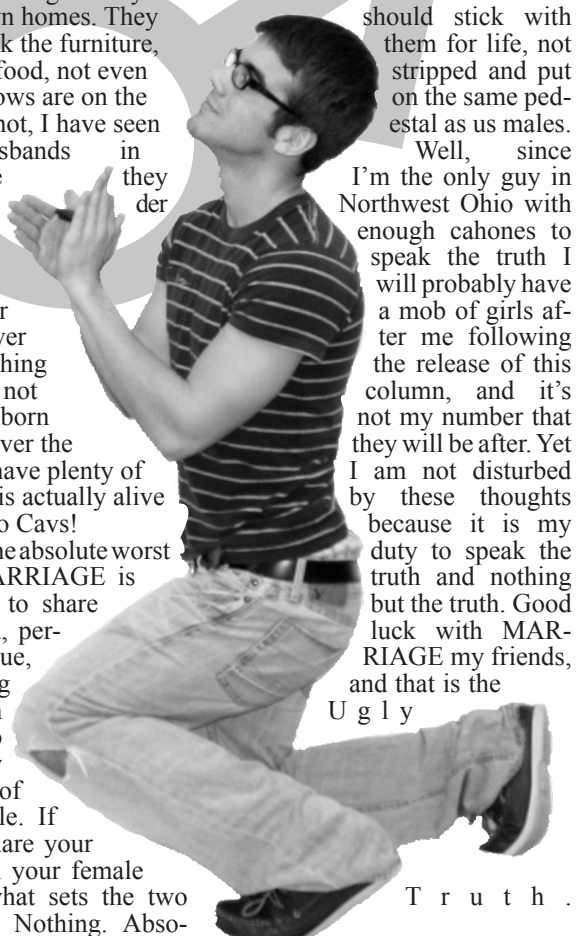 wn homes. They
k the furniture,
food, not even
ows are on the
not, I have seen
sbands in
they
der
r
ver
hing
not
born
ver the
have plenty of
is actually alive
o Cavs!
he absolute worst
ARRIAGE is
to share
, per-
ue,
g
of
le. If
are your
your female
what sets the two
Nothing. Abso-
should stick with
them for life, not
stripped and put
on the same ped-
estal as us males.
Well, since
I'm the only guy in
Northwest Ohio with
enough cahones to
speak the truth I
will probably have
a mob of girls af-
ter me following
the release of this
column, and it's
not my number that
they will be after. Yet
I am not disturbed
by these thoughts
because it is my
duty to speak the
truth and nothing
but the truth. Good
luck with MAR-
RIAGE my friends,
and that is the
U g l y
T r u t h .